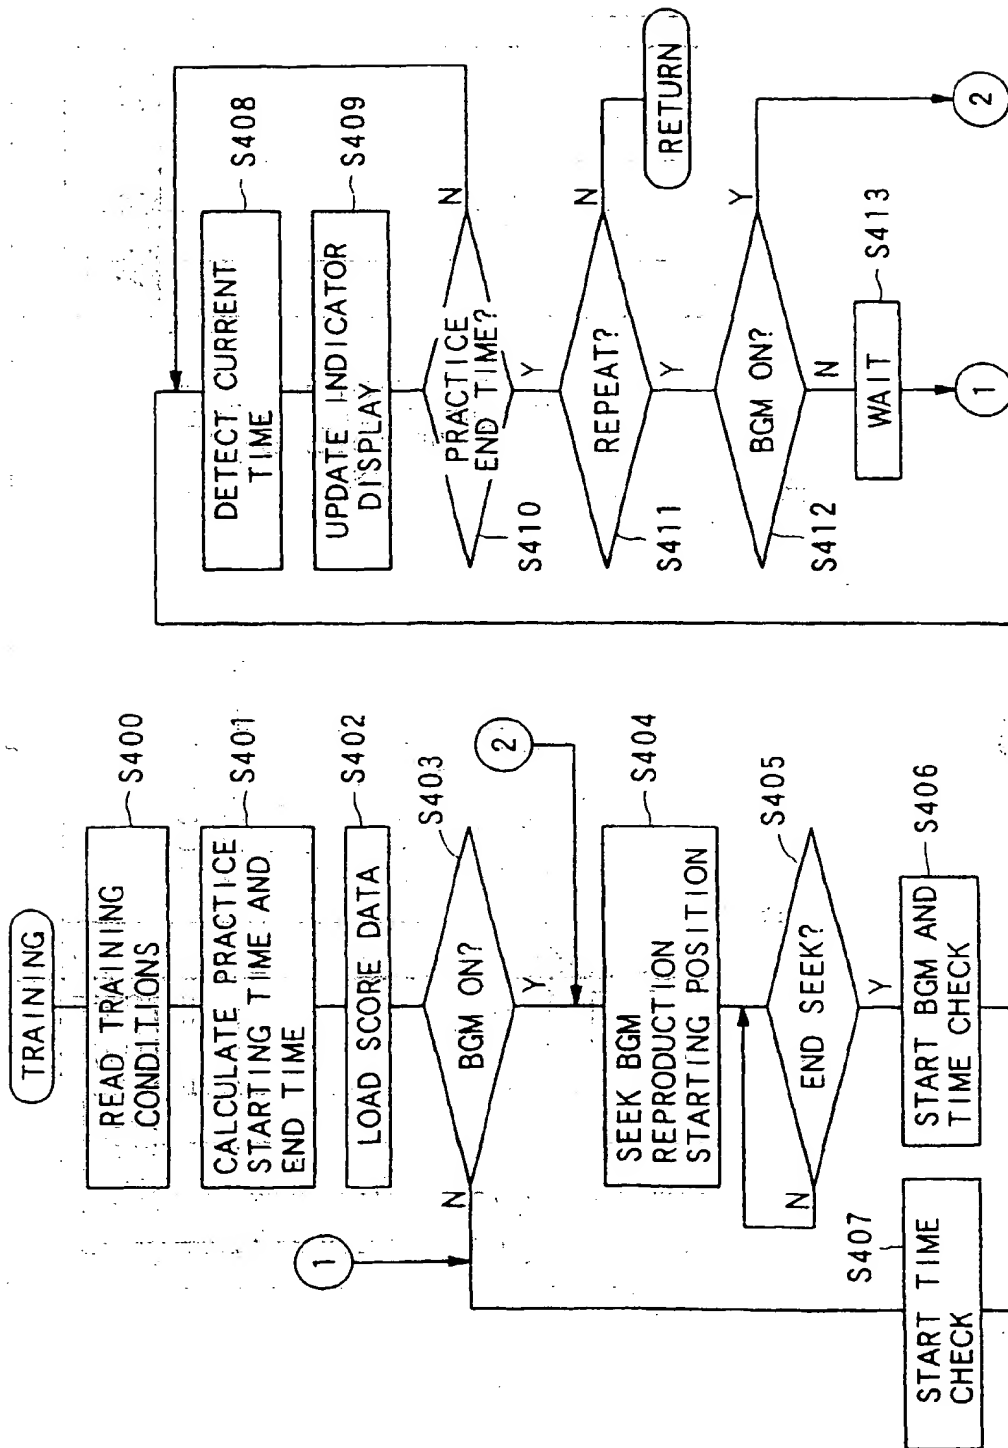 TRAINING
READ TRAINING
CONDITIONS
S400
CALCULATE PRACTICE
STARTING TIME AND
END TIME
S401
LOAD SCORE DATA
S402
BGM ON?
S403
N
Y
1
2
SEEK BGM
REPRODUCTION
STARTING POSITION
S404
END SEEK?
S405
N
Y
START BGM AND
TIME CHECK
S406
START TIME
CHECK
S407
DETECT CURRENT
TIME
S408
UPDATE INDICATOR
DISPLAY
S409
PRACTICE
END TIME?
S410
N
Y
REPEAT?
S411
N
RETURN
Y
BGM ON?
S412
Y
N
WAIT
S413
1
2